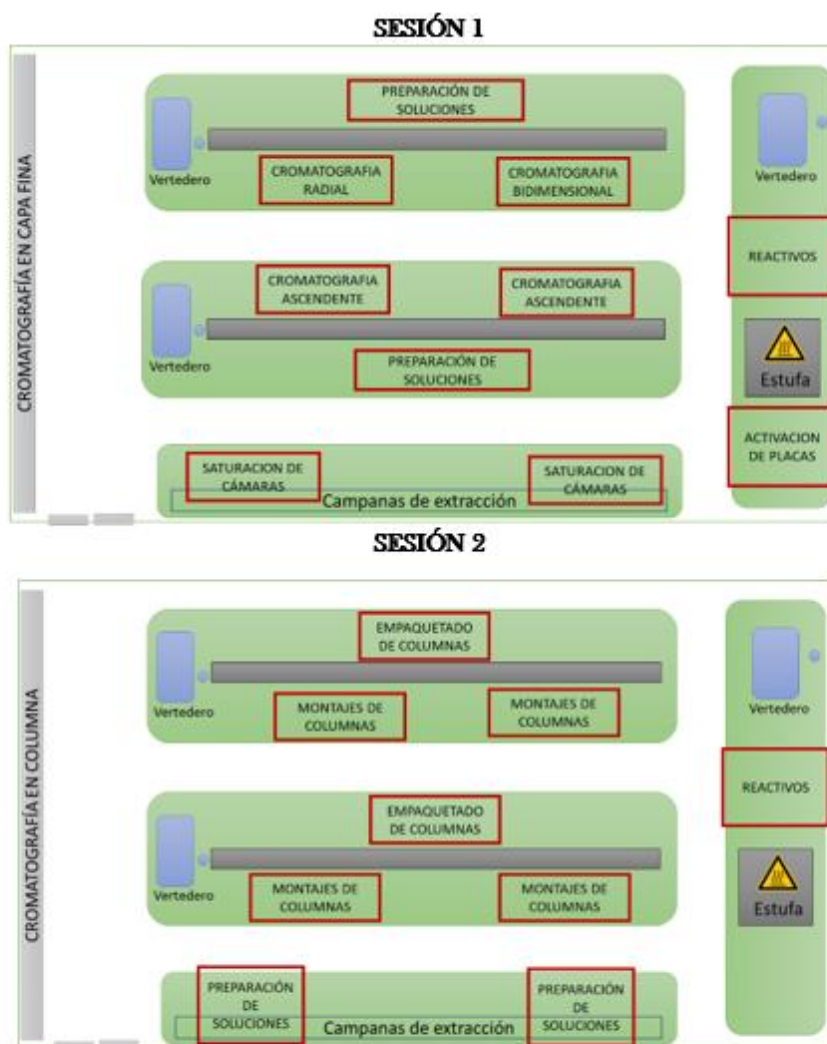 SESIÓN 1
CROMATOGRAFÍA EN CAPA FINA
PREPARACIÓN DE
SOLUCIONES
Vertedero
CROMATOGRAFIA
RADIAL
CROMATOGRAFIA
BIDIMENSIONAL
Vertedero
REACTIVOS
CROMATOGRAFIA
ASCENDENTE
CROMATOGRAFIA
ASCENDENTE
Vertedero
PREPARACIÓN DE
SOLUCIONES
Estufa
ACTIVACION
DE PLACAS
SATURACION DE
CÁMARAS
SATURACION DE
CÁMARAS
Campanas de extracción
SESIÓN 2
CROMATOGRAFÍA EN COLUMNA
EMPAQUETADO
DE COLUMNAS
Vertedero
MONTAJES DE
COLUMNAS
MONTAJES DE
COLUMNAS
Vertedero
REACTIVOS
EMPAQUETADO
DE COLUMNAS
Vertedero
MONTAJES DE
COLUMNAS
MONTAJES DE
COLUMNAS
Estufa
PREPARACIÓN
DE
SOLUCIONES
PREPARACIÓN
DE
SOLUCIONES
Campanas de extracción